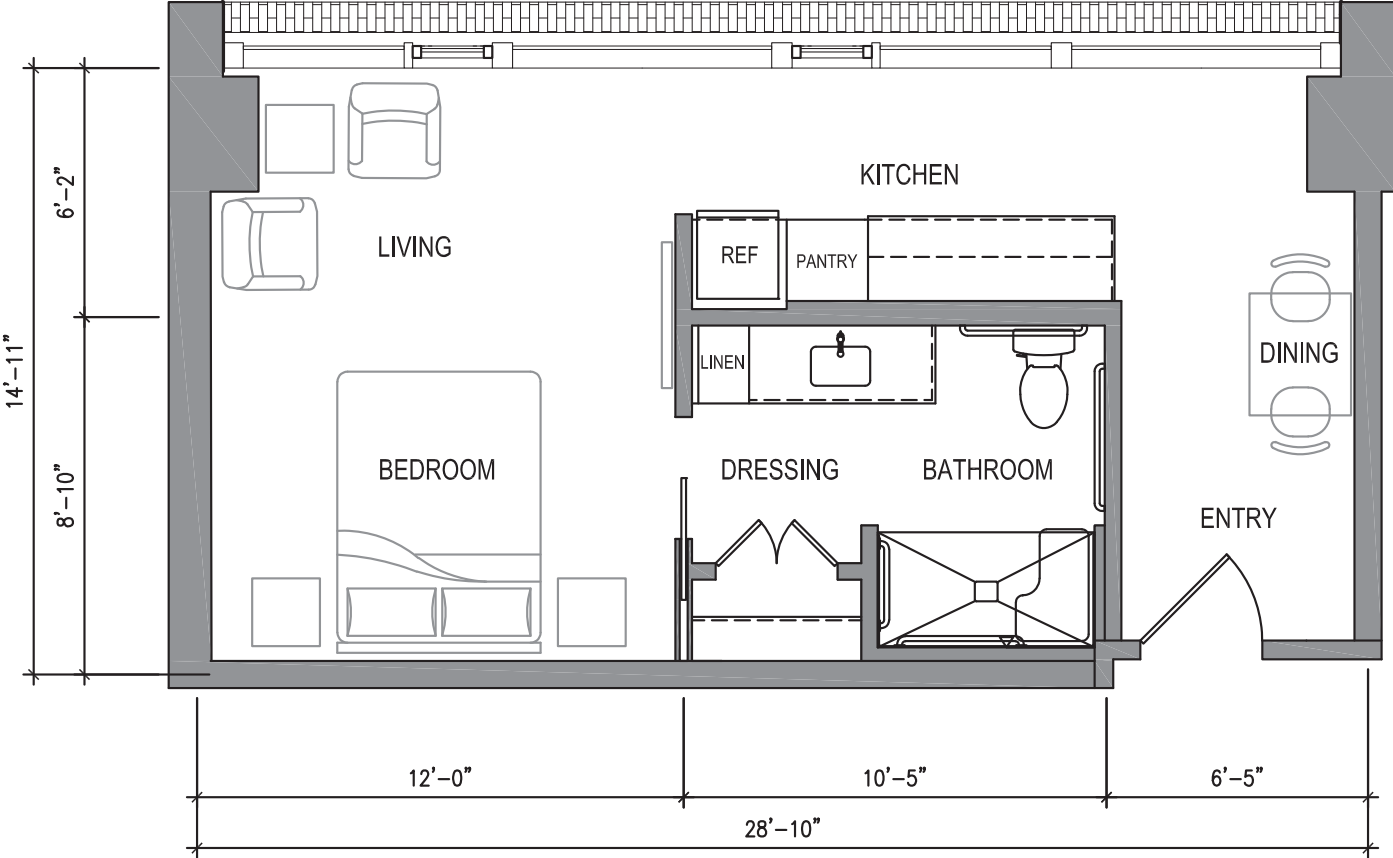 KITCHEN
6’-2”
LIVING
REF
PANTRY
14’-11”
LINEN
DINING
8’-10”
BEDROOM
DRESSING
BATHROOM
ENTRY
12’-0”
10’-5”
6’-5”
28’-10”